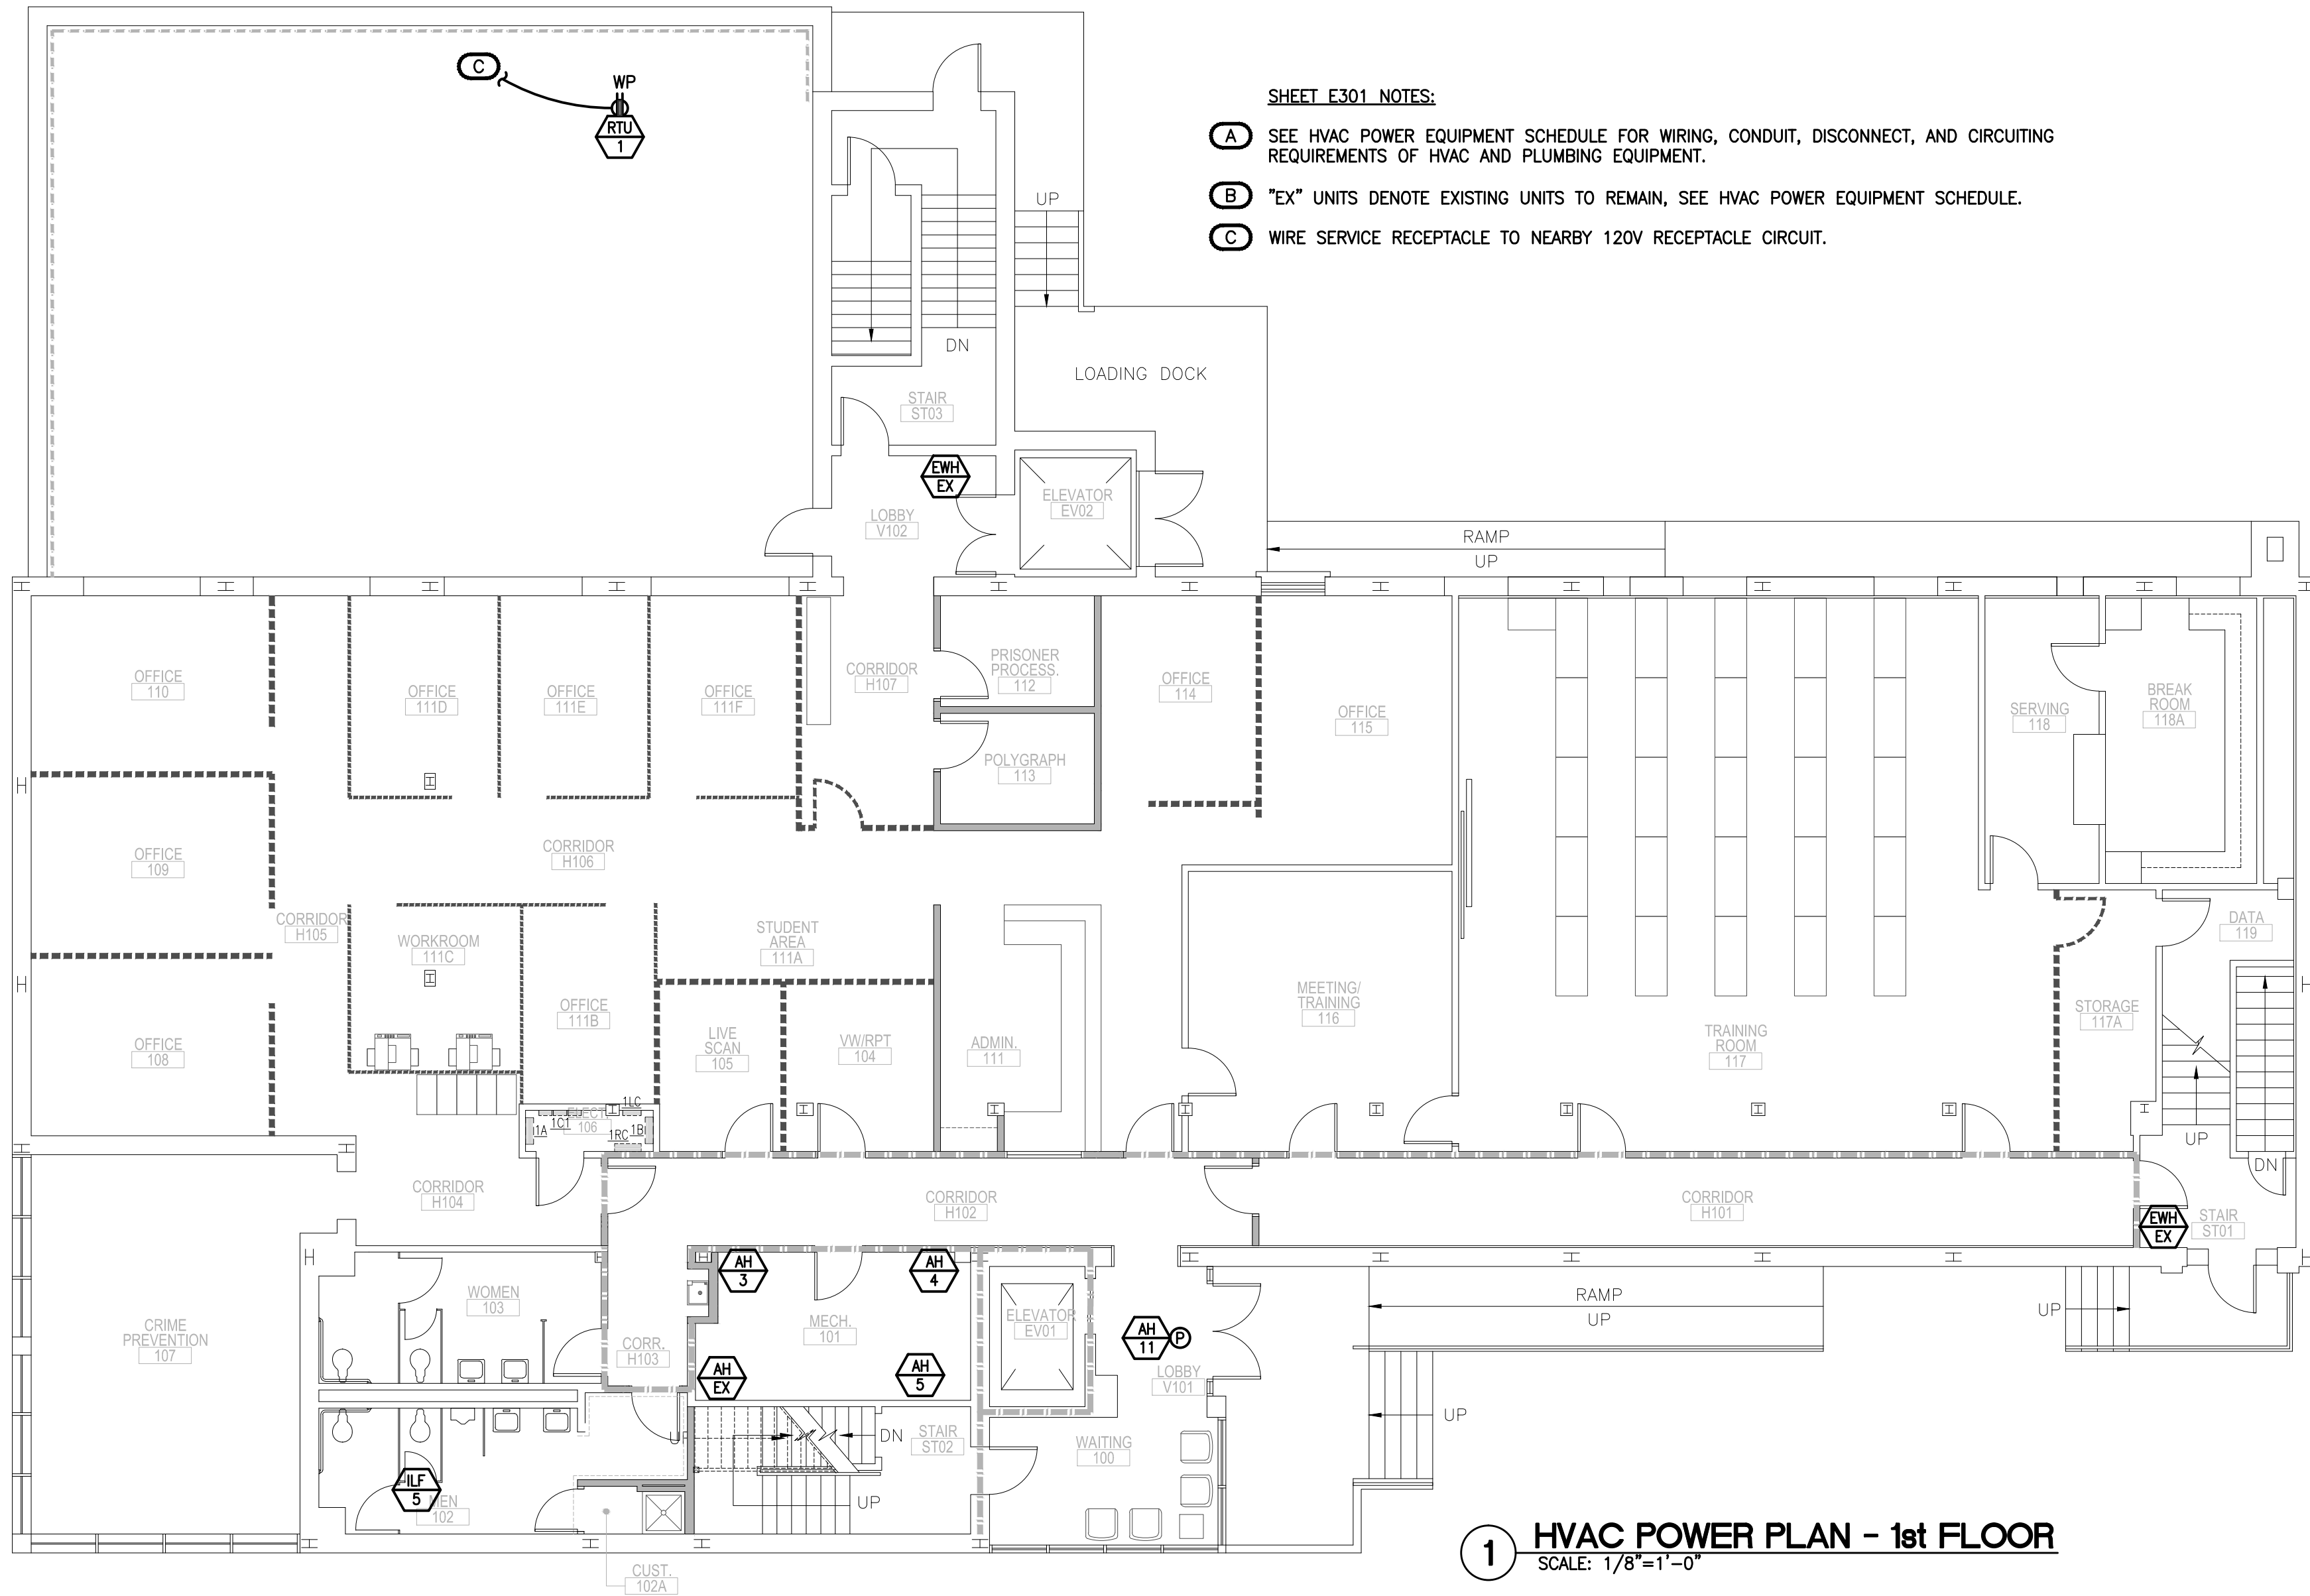 C
WP
RTU
1
SHEET E301 NOTES:
A SEE HVAC POWER EQUIPMENT SCHEDULE FOR WIRING, CONDUIT, DISCONNECT, AND CIRCUITING
REQUIREMENTS OF HVAC AND PLUMBING EQUIPMENT.
B "EX" UNITS DENOTE EXISTING UNITS TO REMAIN, SEE HVAC POWER EQUIPMENT SCHEDULE.
C WIRE SERVICE RECEPTACLE TO NEARBY 120V RECEPTACLE CIRCUIT.
UP
DN
LOADING DOCK
STAIR
ST03
EWH
EX
ELEVATOR
EV02
LOBBY
V102
RAMP
UP
OFFICE
110
OFFICE
111D
OFFICE
111E
OFFICE
111F
CORRIDOR
H107
PRISONER
PROCESS.
112
OFFICE
114
OFFICE
115
SERVING
118
BREAK
ROOM
118A
POLYGRAPH
113
OFFICE
109
CORRIDOR
H106
CORRIDOR
H105
WORKROOM
111C
STUDENT
AREA
111A
DATA
119
OFFICE
111B
MEETING/
TRAINING
116
STORAGE
117A
OFFICE
108
LIVE
SCAN
105
VW/RPT
104
ADMIN.
111
TRAINING
ROOM
117
1LC
ELECT.
106
1A
1C1
1RC
1B
UP
DN
CORRIDOR
H104
CORRIDOR
H102
CORRIDOR
H101
EWH
EX
STAIR
ST01
AH
3
AH
4
WOMEN
103
MECH.
101
ELEVATOR
EV01
RAMP
UP
UP
CRIME
PREVENTION
107
CORR.
H103
AH
11
P
AH
EX
AH
5
LOBBY
V101
UP
DN
STAIR
ST02
WAITING
100
ILF
5
MEN
102
UP
CUST.
102A
1
HVAC POWER PLAN - 1st FLOOR
SCALE: 1/8"=1'-0"